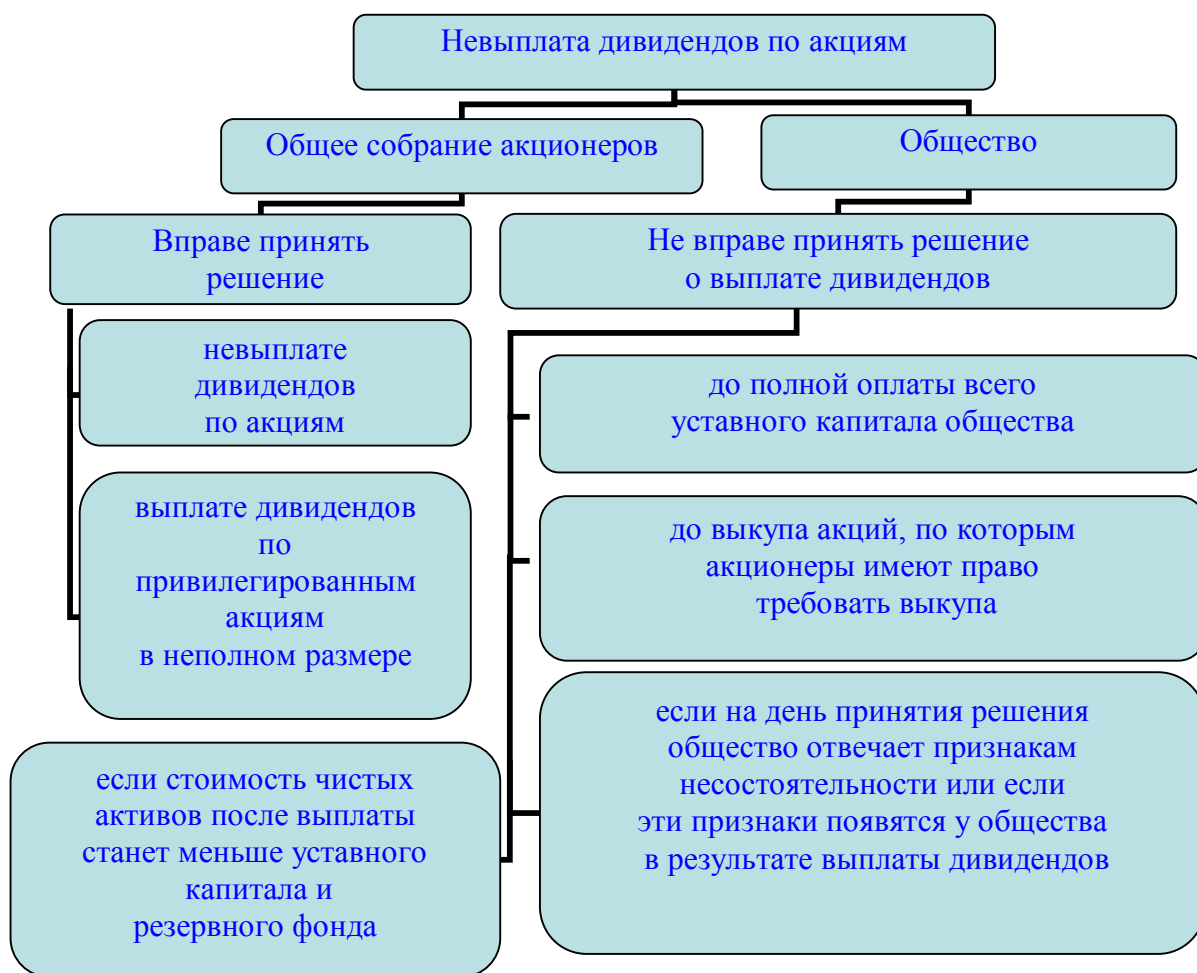 Невыплата дивидендов по акциям
Общее собрание акционеров
Общество
Вправе принять
решение
Не вправе принять решение
о выплате дивидендов
невыплате
дивидендов
по акциям
выплате дивидендов
по
привилегированным
акциям
в неполном размере
до полной оплаты всего
уставного капитала общества
до выкупа акций, по которым
акционеры имеют право
требовать выкупа
если на день принятия решения
общество отвечает признакам
несостоятельности или если
эти признаки появятся у общества
в результате выплаты дивидендов
если стоимость чистых
активов после выплаты
станет меньше уставного
капитала и
резервного фонда